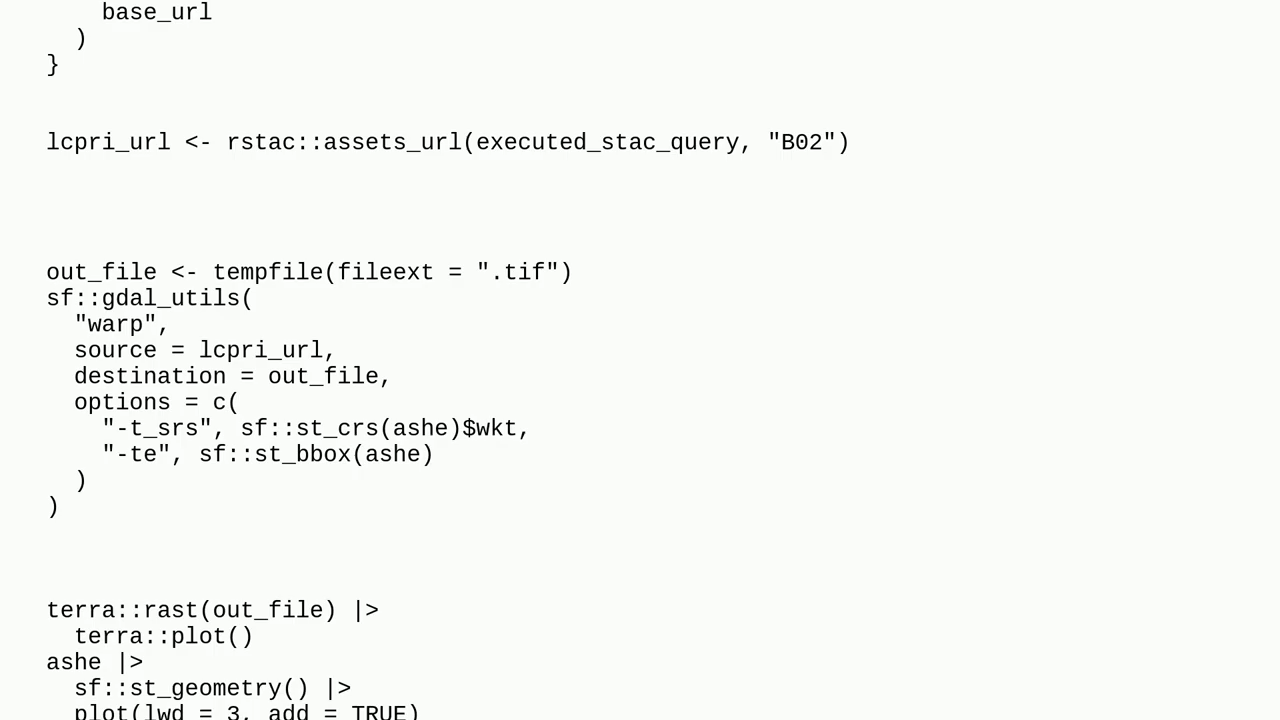 base_url
)
}
lcpri_url <- rstac::assets_url(executed_stac_query, "B02")
out_file <- tempfile(fileext = ".tif")
sf::gdal_utils(
"warp",
source = lcpri_url,
destination = out_file,
options = c(
"-t_srs", sf::st_crs(ashe)$wkt,
"-te", sf::st_bbox(ashe)
)
)
terra::rast(out_file) |>
terra::plot()
ashe |>
sf::st_geometry() |>
plot(lwd = 3, add = TRUE)